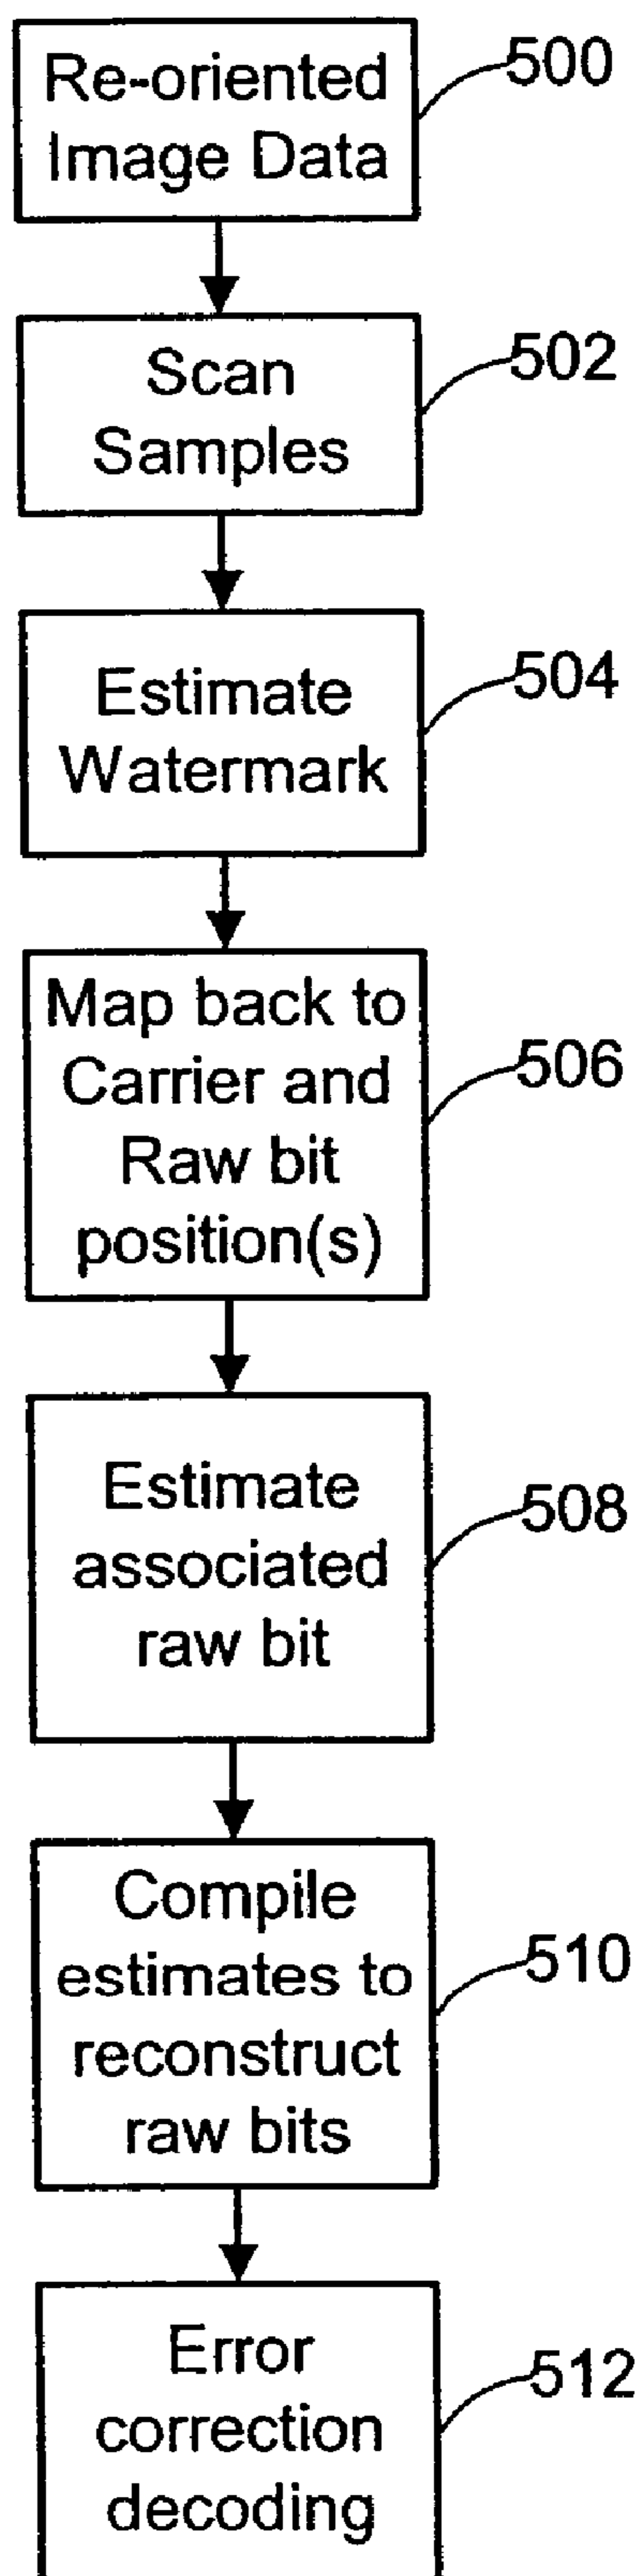 Re-oriented
Image Data
500
Scan
Samples
502
Estimate
Watermark
504
Map back to
Carrier and
Raw bit
position(s)
506
Estimate
associated
raw bit
508
Compile
estimates to
reconstruct
raw bits
510
Error
correction
decoding
512